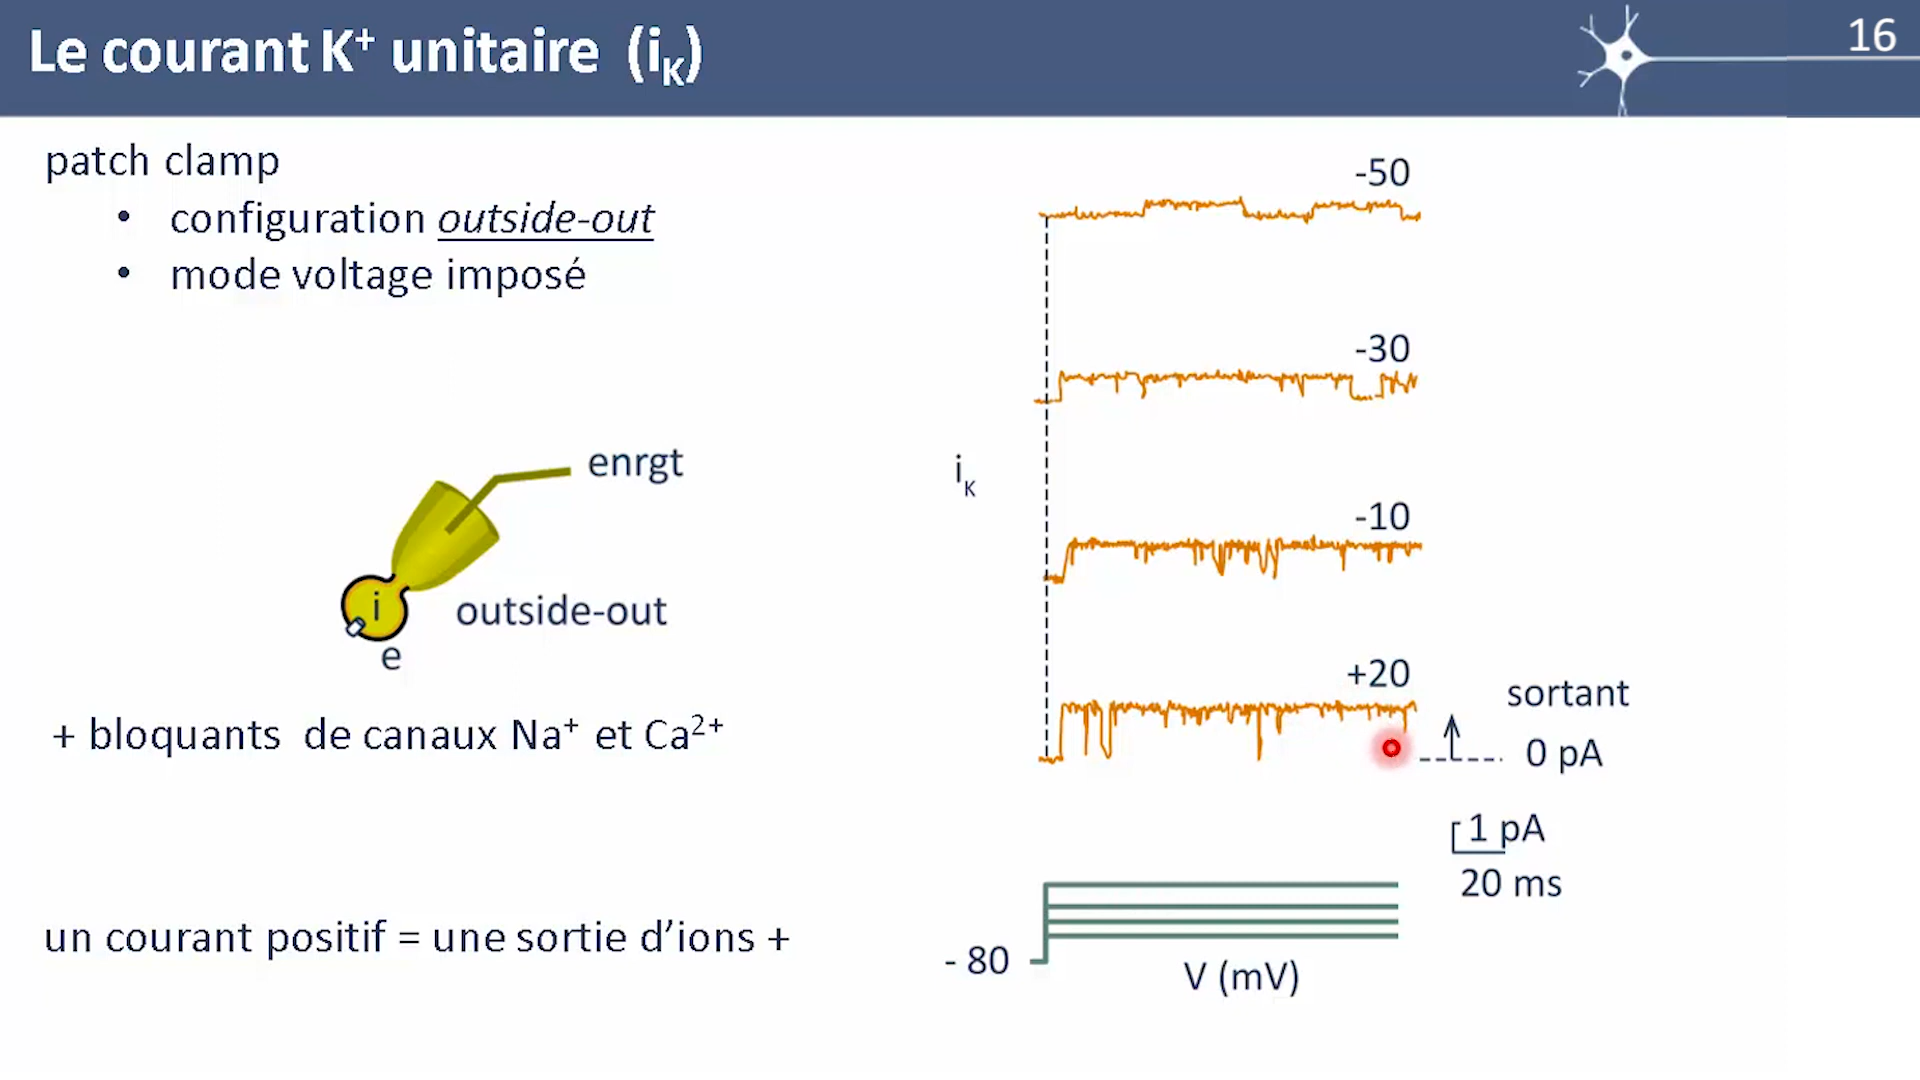 Le courant K⁺ unitaire (iₖ)
16
patch clamp
• configuration outside-out
• mode voltage imposé
enrgt
i
outside-out
e
+ bloquants de canaux Na⁺ et Ca²⁺
un courant positif = une sortie d’ions +
-50
-30
iₖ
-10
+20
sortant
0 pA
1 pA
20 ms
- 80
V (mV)